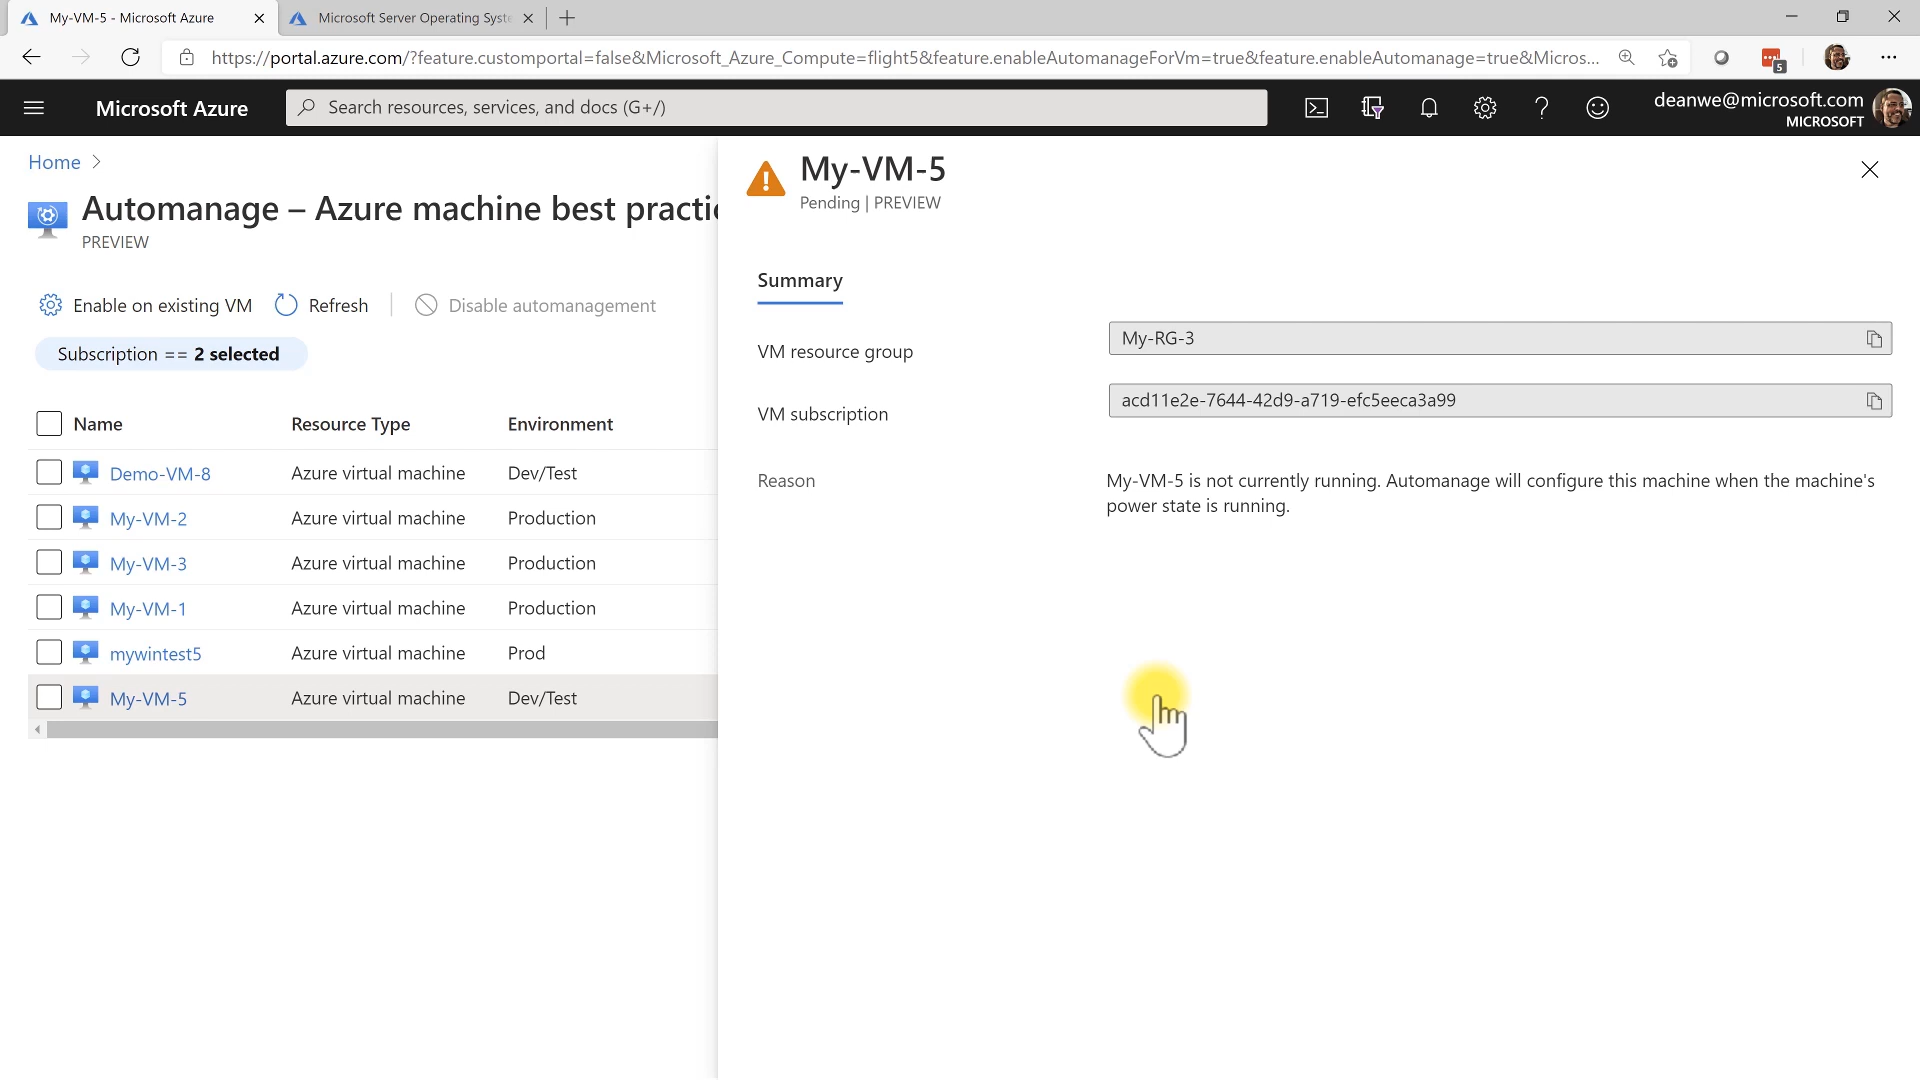 My-VM-5 - Microsoft Azure
Microsoft Server Operating Syst
https://portal.azure.com/?feature.customportal=false&Microsoft_Azure_Compute=flight5&feature.enableAutomanageForVm=true&feature.enableAutomanage=true&Micros...
5
Microsoft Azure
Search resources, services, and docs (G+/)
deanwe@microsoft.com
MICROSOFT
Home
Automanage – Azure machine best practic
PREVIEW
Enable on existing VM
Refresh
Disable automanagement
Subscription == 2 selected
Name Resource Type Environment
Demo-VM-8 Azure virtual machine Dev/Test
My-VM-2 Azure virtual machine Production
My-VM-3 Azure virtual machine Production
My-VM-1 Azure virtual machine Production
mywintest5 Azure virtual machine Prod
My-VM-5 Azure virtual machine Dev/Test
My-VM-5
Pending | PREVIEW
Summary
VM resource group My-RG-3
VM subscription acd11e2e-7644-42d9-a719-efc5eeca3a99
Reason My-VM-5 is not currently running. Automanage will configure this machine when the machine's
power state is running.